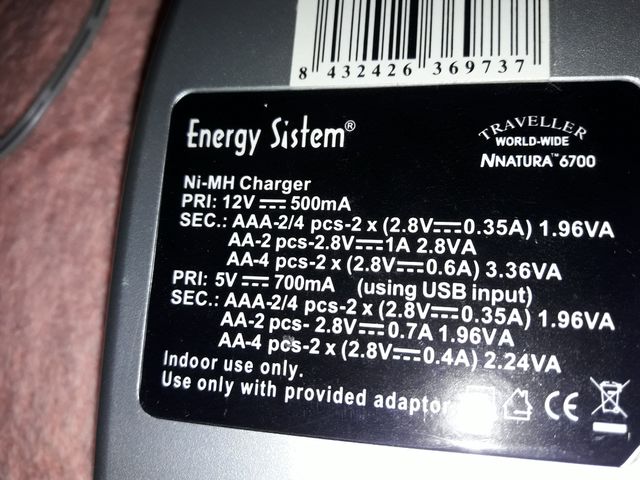 8 432426 369737
Energy Sistem®
TRAVELLER
WORLD-WIDE
NNATURA™6700
Ni-MH Charger
PRI: 12V⎓500mA
SEC.: AAA-2/4 pcs-2 x (2.8V⎓0.35A) 1.96VA
AA-2 pcs-2.8V⎓1A 2.8VA
AA-4 pcs-2 x (2.8V⎓0.6A) 3.36VA
PRI: 5V⎓700mA (using USB input)
SEC.: AAA-2/4 pcs-2 x (2.8V⎓0.35A) 1.96VA
AA-2 pcs- 2.8V⎓0.7A 1.96VA
AA-4 pcs-2 x (2.8V⎓0.4A) 2.24VA
Indoor use only.
Use only with provided adaptor
CE